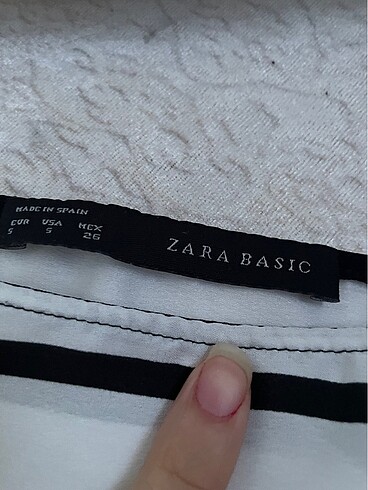 MADE IN SPAIN
EUR USA MEX
S S 26
ZARA BASIC